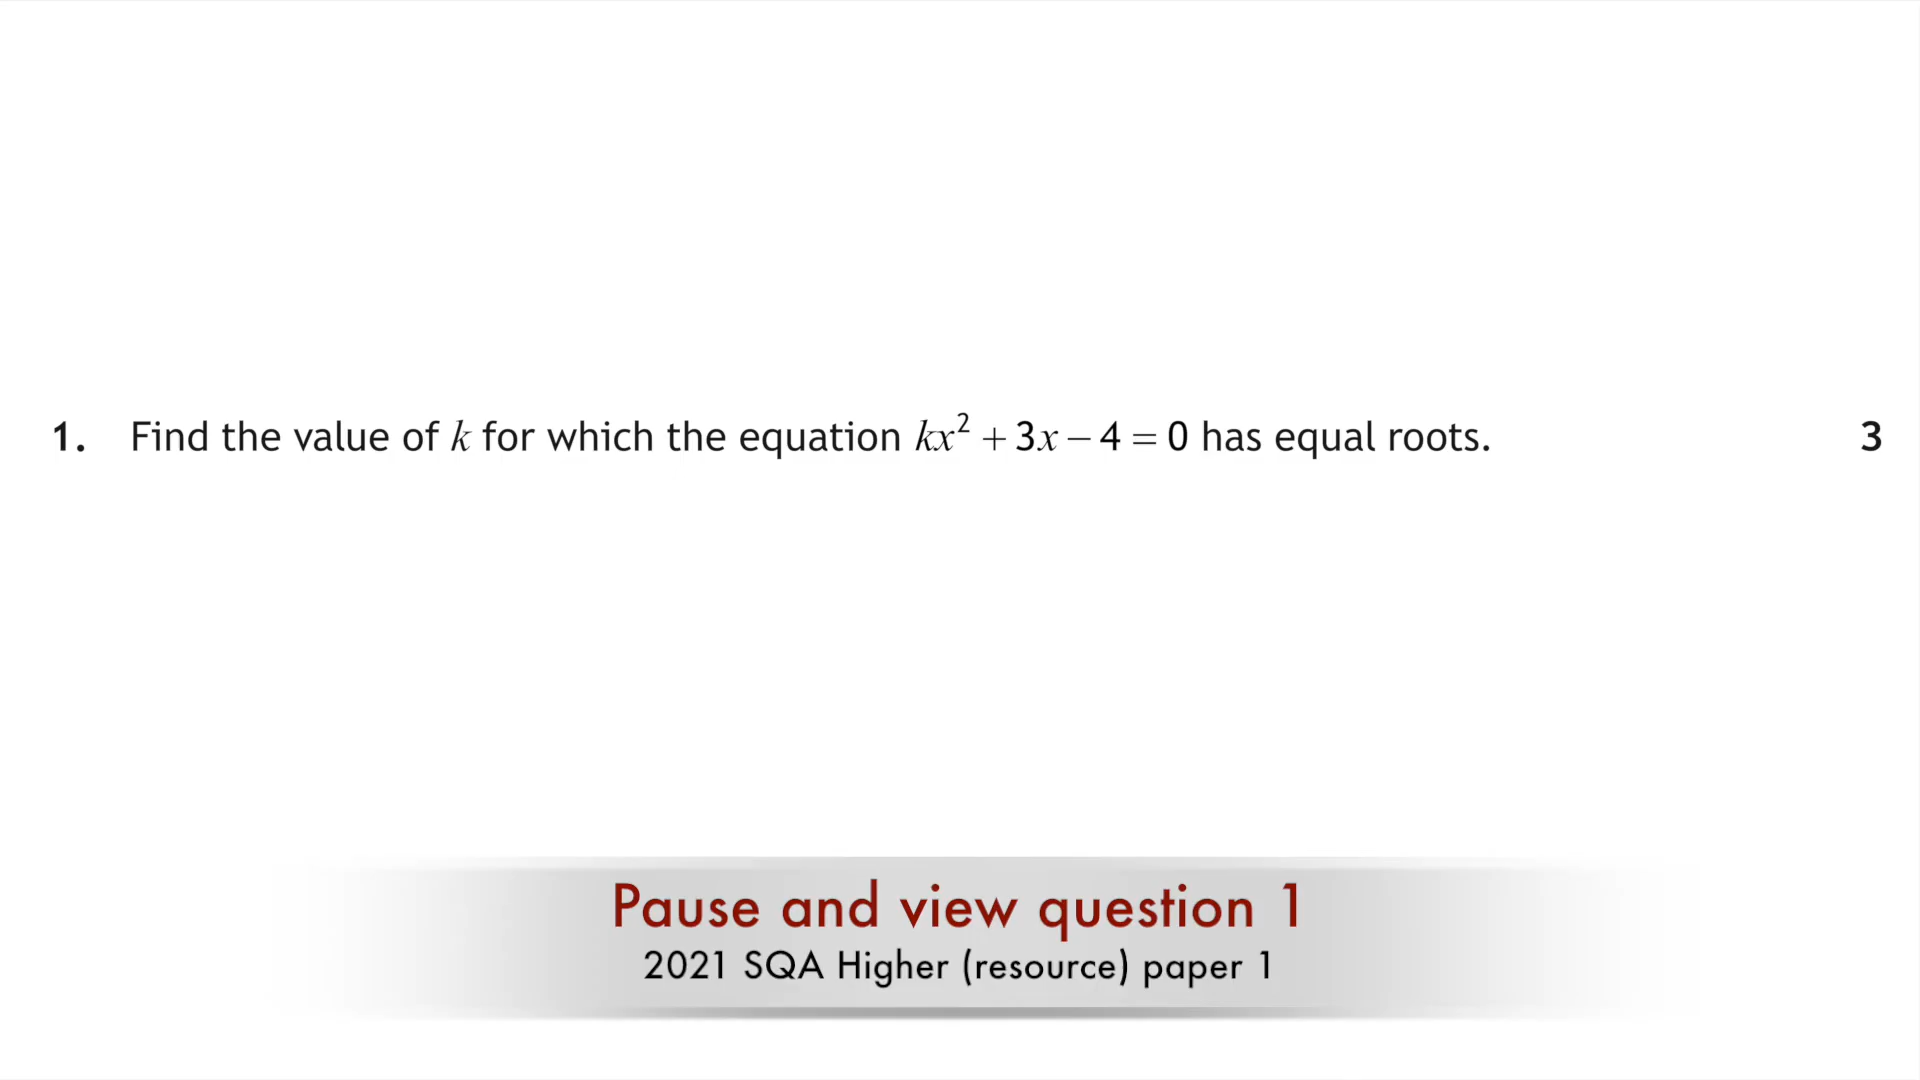 1. Find the value of k for which the equation kx² + 3x − 4 = 0 has equal roots. 3
Pause and view question 1
2021 SQA Higher (resource) paper 1